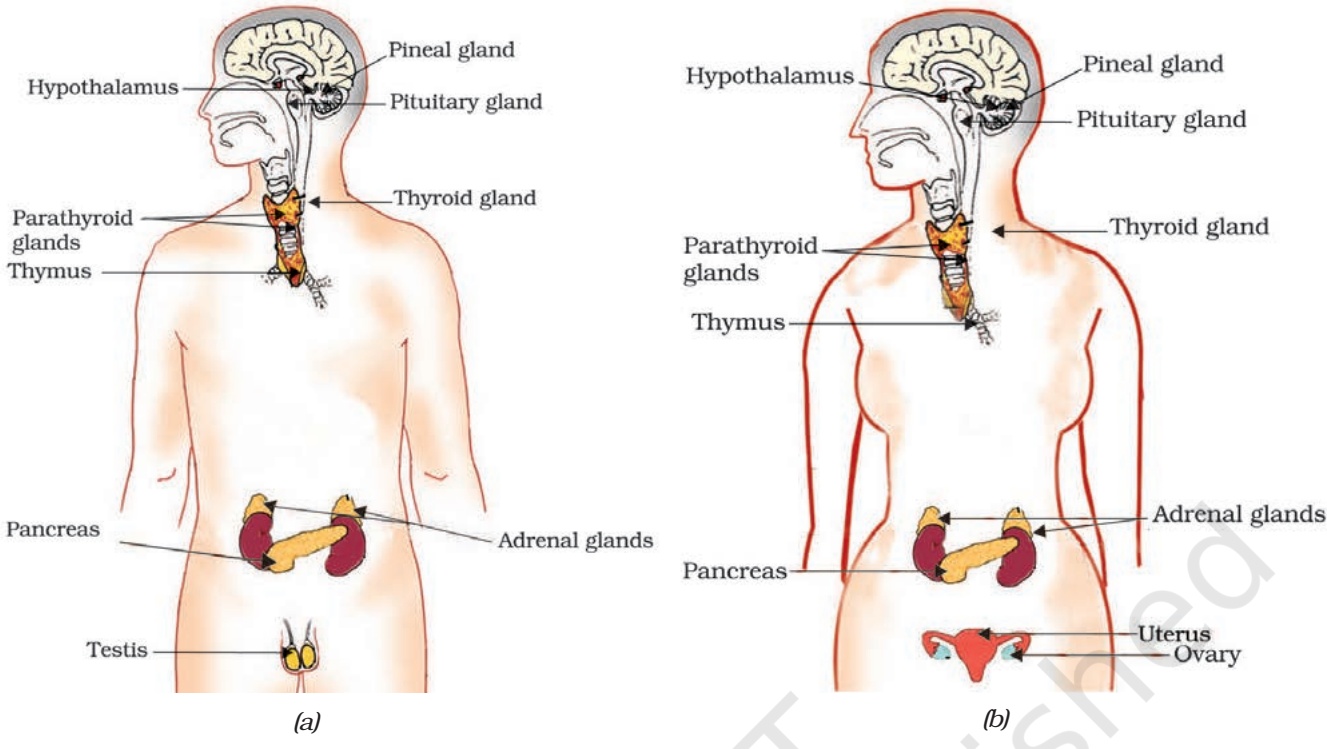 Pineal gland
Hypothalamus
Pituitary gland
Thyroid gland
Parathyroid
glands
Thymus
Pancreas
Adrenal glands
Testis
(a)
Hypothalamus
Pineal gland
Pituitary gland
Thyroid gland
Parathyroid
glands
Thymus
Adrenal glands
Pancreas
Uterus
Ovary
(b)